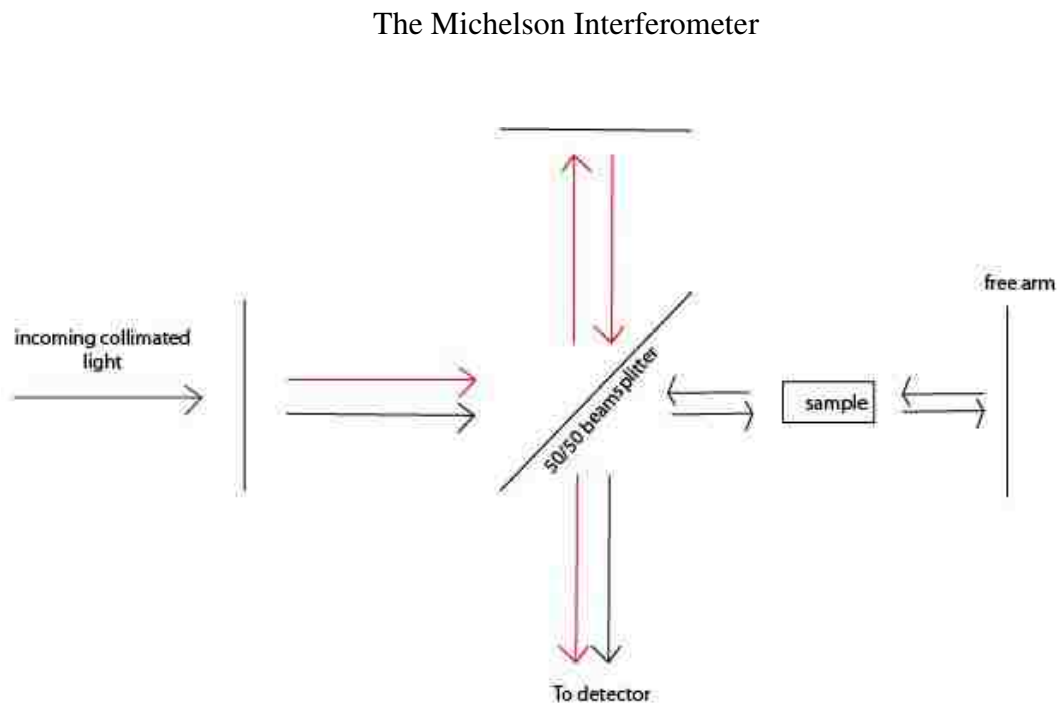 The Michelson Interferometer
free arm
incoming collimated
light
50/50 beamsplitter
sample
To detector